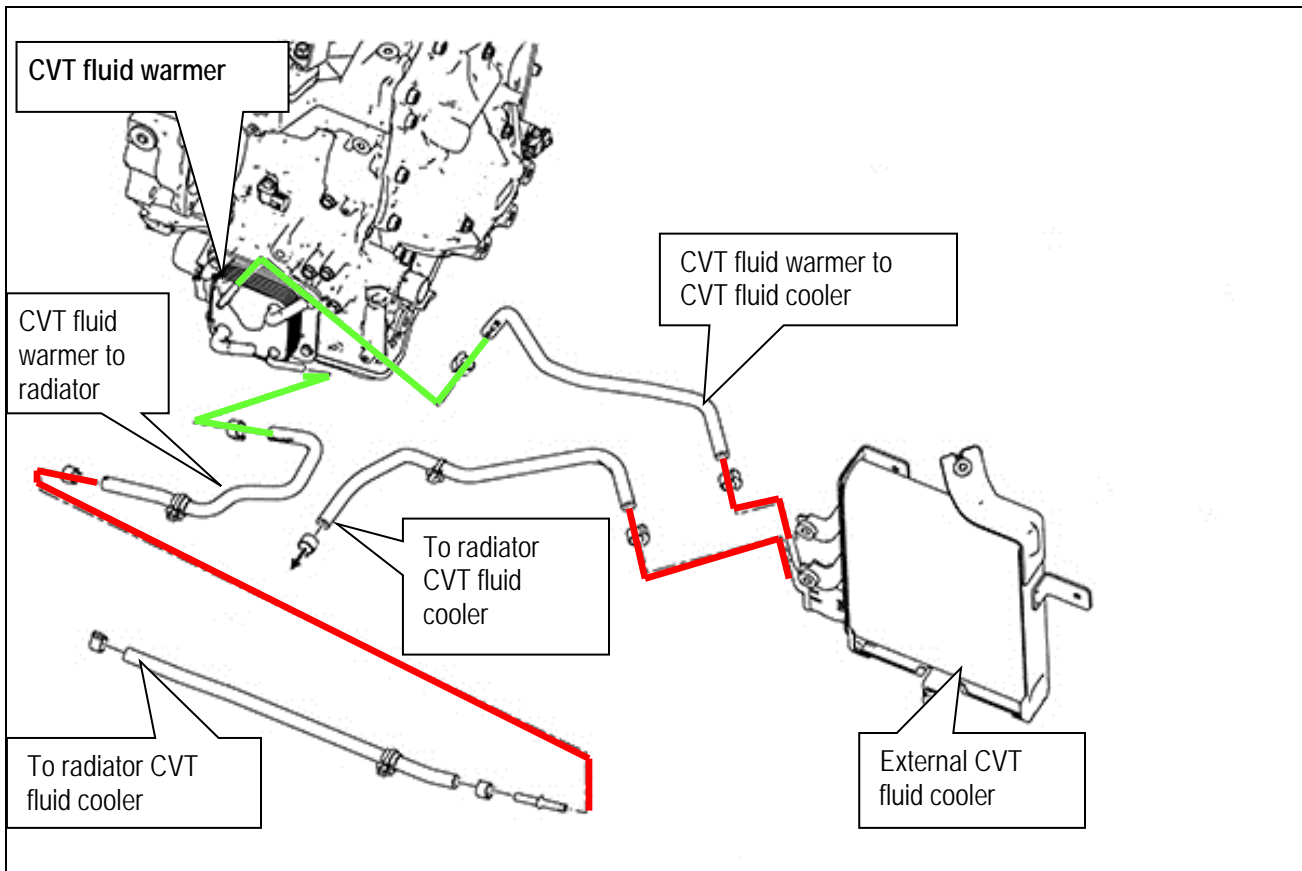 CVT fluid warmer
CVT fluid warmer to
CVT fluid cooler
CVT fluid
warmer to
radiator
To radiator
CVT fluid
cooler
To radiator CVT
fluid cooler
External CVT
fluid cooler